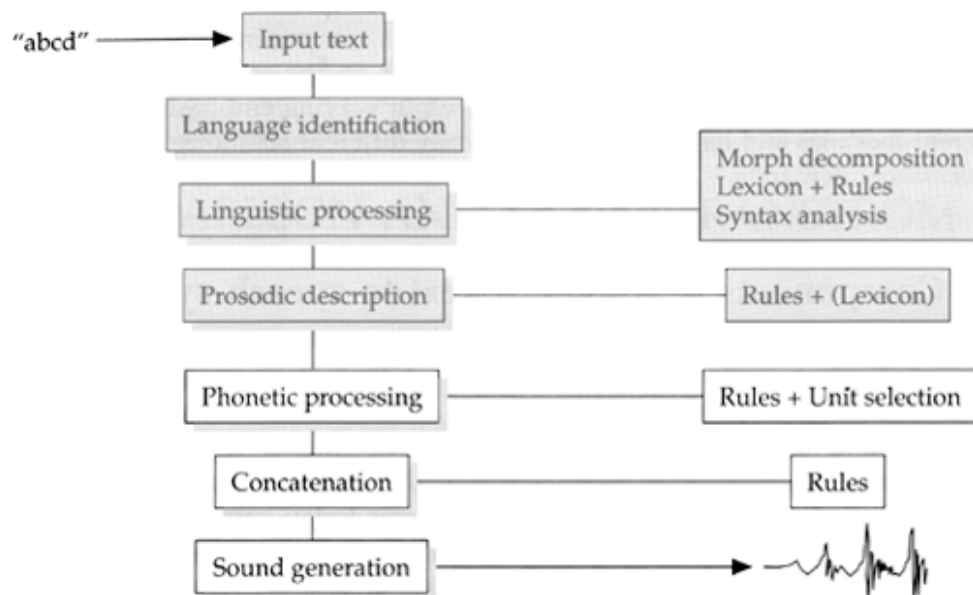 “abcd”
Input text
Language identification
Linguistic processing
Morph decomposition
Lexicon + Rules
Syntax analysis
Prosodic description
Rules + (Lexicon)
Phonetic processing
Rules + Unit selection
Concatenation
Rules
Sound generation